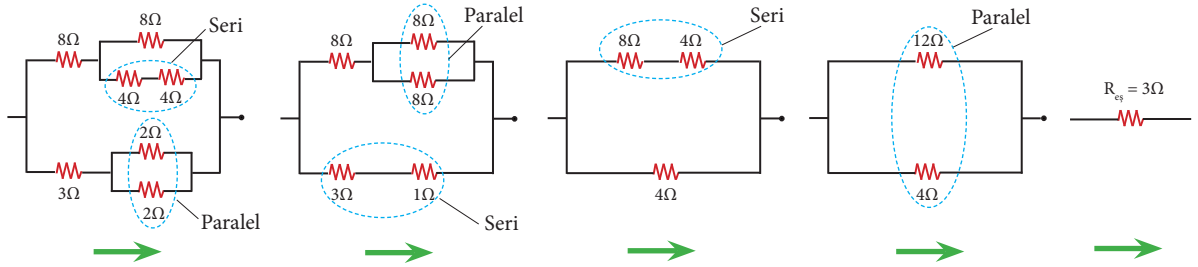 8Ω
Seri
8Ω
4Ω 4Ω
2Ω
3Ω
2Ω
Paralel
8Ω
Paralel
8Ω
8Ω
3Ω 1Ω
Seri
8Ω 4Ω
Seri
4Ω
Paralel
12Ω
4Ω
Reş = 3Ω